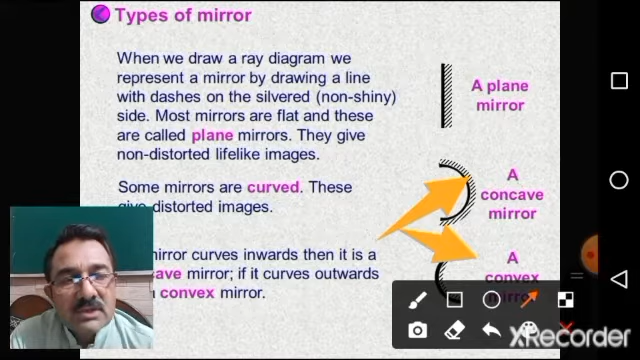 Types of mirror
When we draw a ray diagram we
represent a mirror by drawing a line
with dashes on the silvered (non-shiny)
side. Most mirrors are flat and these
are called plane mirrors. They give
non-distorted lifelike images.
Some mirrors are curved. These
give distorted images.
mirror curves inwards then it is a
mirror; if it curves outwards
convex mirror.
A plane
mirror
A
concave
mirror
A
convex
mirror
XRecorder